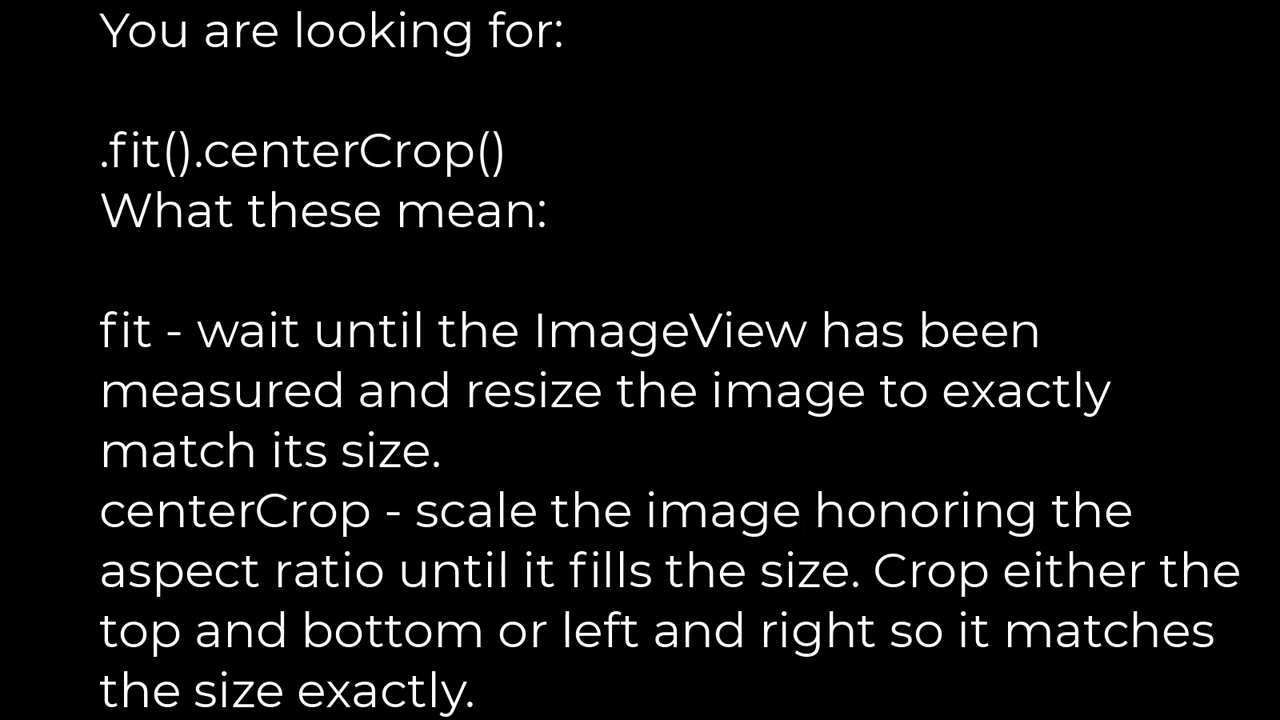 You are looking for:
.fit().centerCrop()
What these mean:
fit - wait until the ImageView has been
measured and resize the image to exactly
match its size.
centerCrop - scale the image honoring the
aspect ratio until it fills the size. Crop either the
top and bottom or left and right so it matches
the size exactly.